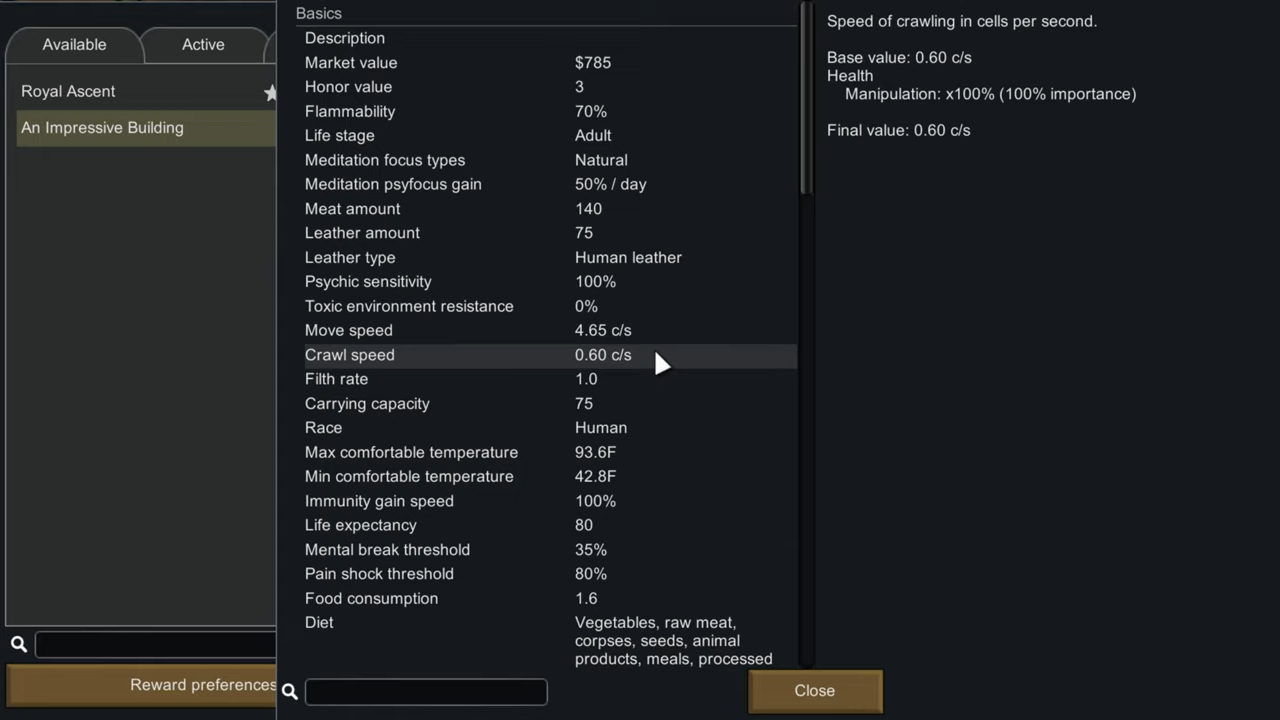 Available
Active
Royal Ascent
An Impressive Building
Reward preferences
Basics
Description
Market value $785
Honor value 3
Flammability 70%
Life stage Adult
Meditation focus types Natural
Meditation psyfocus gain 50% / day
Meat amount 140
Leather amount 75
Leather type Human leather
Psychic sensitivity 100%
Toxic environment resistance 0%
Move speed 4.65 c/s
Crawl speed 0.60 c/s
Filth rate 1.0
Carrying capacity 75
Race Human
Max comfortable temperature 93.6F
Min comfortable temperature 42.8F
Immunity gain speed 100%
Life expectancy 80
Mental break threshold 35%
Pain shock threshold 80%
Food consumption 1.6
Diet Vegetables, raw meat,
corpses, seeds, animal
products, meals, processed
Close
Speed of crawling in cells per second.
Base value: 0.60 c/s
Health
Manipulation: x100% (100% importance)
Final value: 0.60 c/s